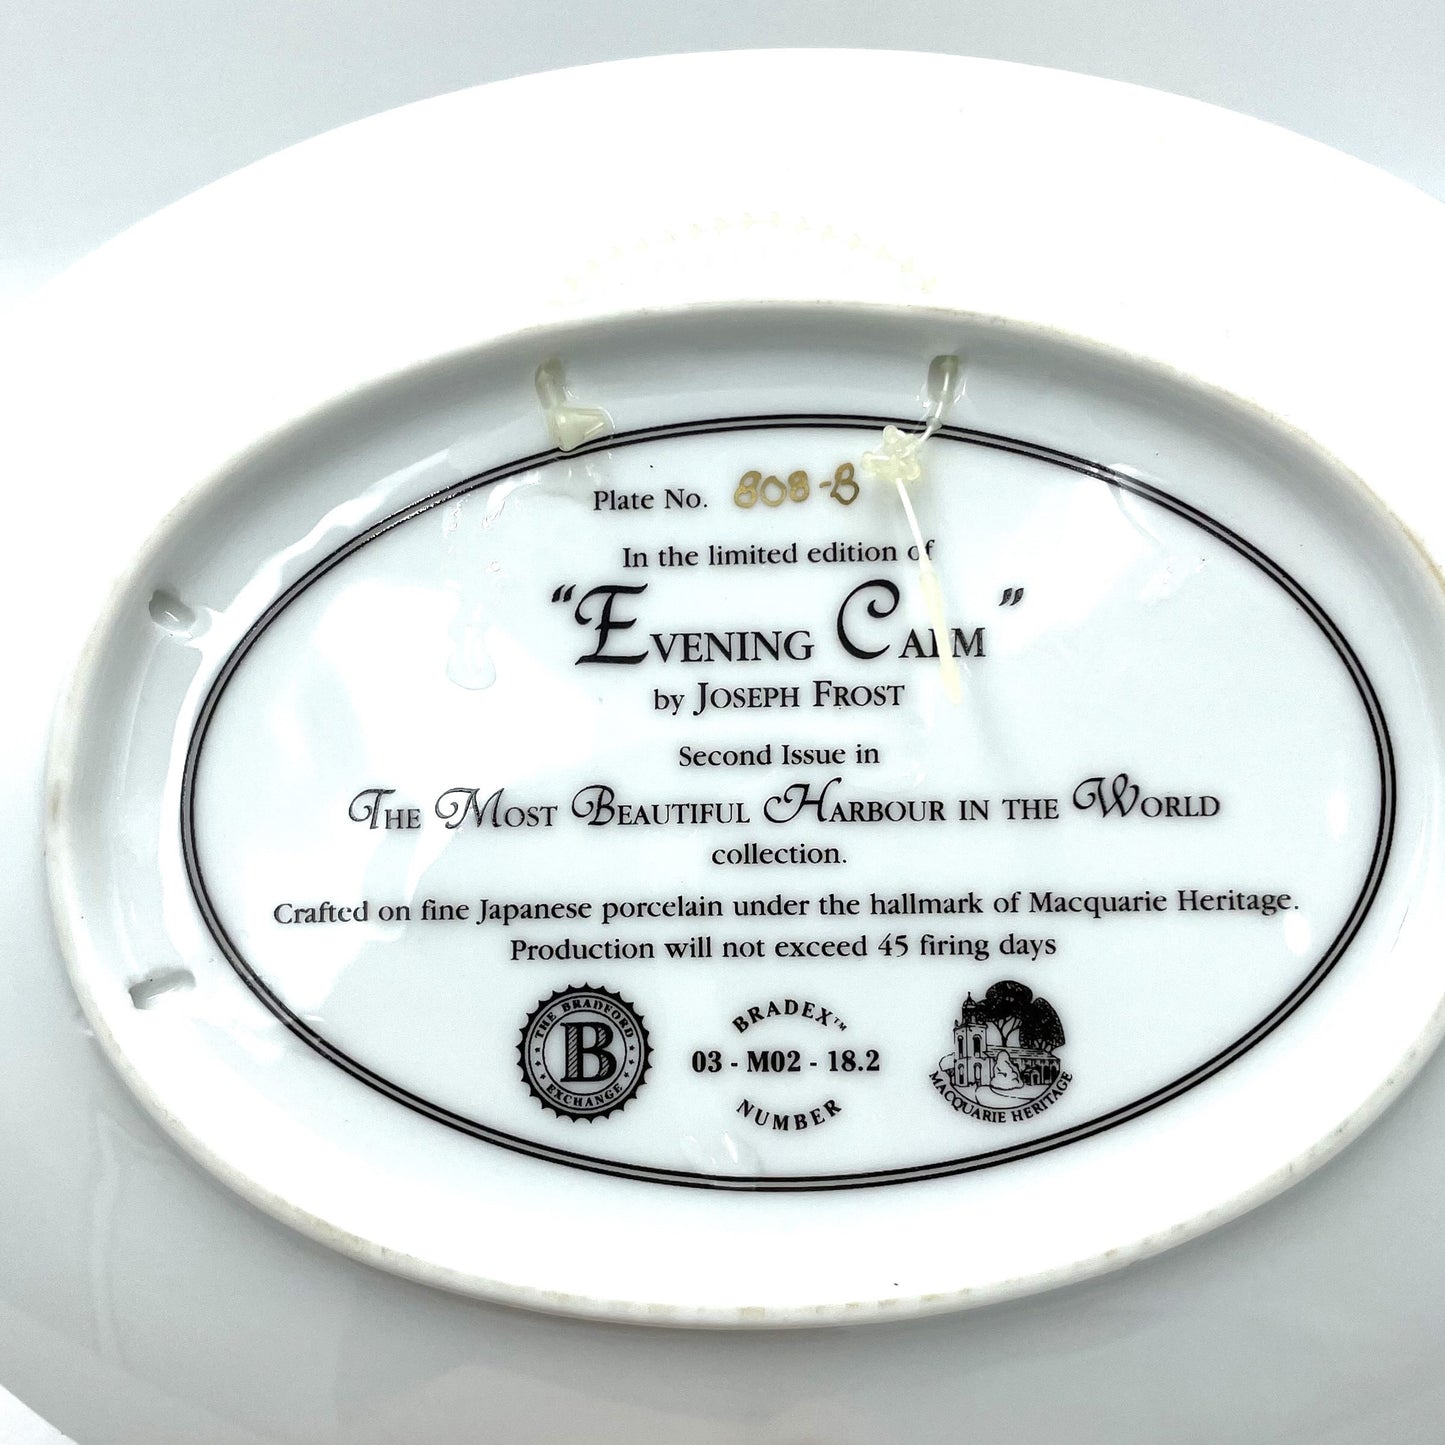 Plate No. 808-B
In the limited edition of
"EVENING CALM"
by JOSEPH FROST
Second Issue in
THE MOST BEAUTIFUL HARBOUR IN THE WORLD
collection.
Crafted on fine Japanese porcelain under the hallmark of Macquarie Heritage.
Production will not exceed 45 firing days
THE BRADFORD
B
EXCHANGE
BRADEX™
03 - M02 - 18.2
NUMBER
MACQUARIE HERITAGE